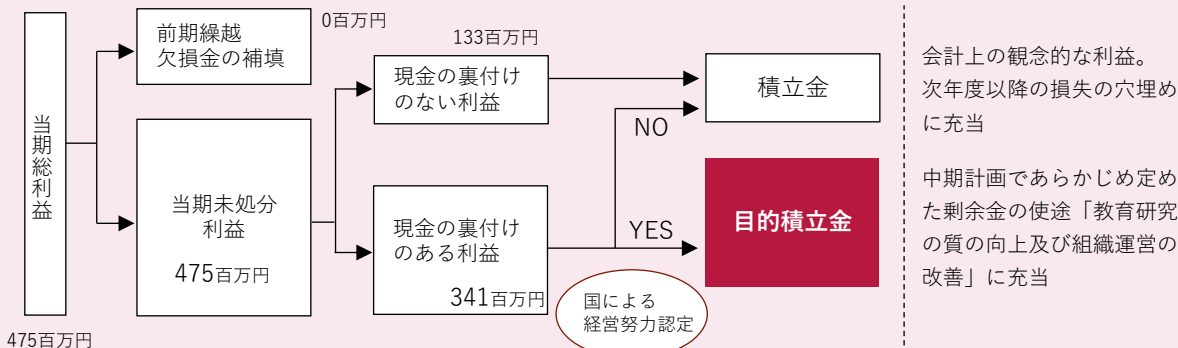 当期総利益
475百万円
前期繰越
欠損金の補填
0百万円
当期未処分
利益
475百万円
133百万円
現金の裏付け
のない利益
現金の裏付け
のある利益
341百万円
NO
YES
国による
経営努力認定
積立金
目的積立金
会計上の観念的な利益。
次年度以降の損失の穴埋め
に充当
中期計画であらかじめ定め
た剰余金の使途「教育研究
の質の向上及び組織運営の
改善」に充当